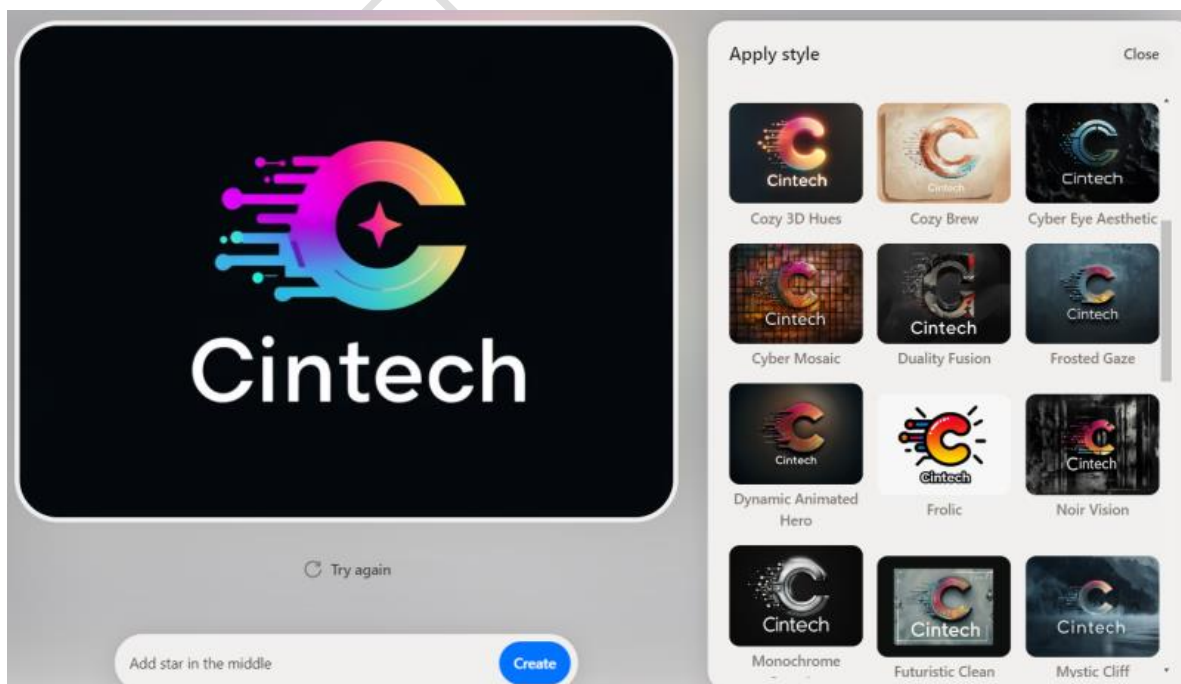 Cintech
Try again
Add star in the middle
Create
Apply style
Close
Cintech
Cozy 3D Hues
Cintech
Cozy Brew
Cintech
Cyber Eye Aesthetic
Cintech
Cyber Mosaic
Cintech
Duality Fusion
Cintech
Frosted Gaze
Cintech
Dynamic Animated
Hero
Cintech
Frolic
Cintech
Noir Vision
Cintech
Monochrome
Cintech
Futuristic Clean
Cintech
Mystic Cliff